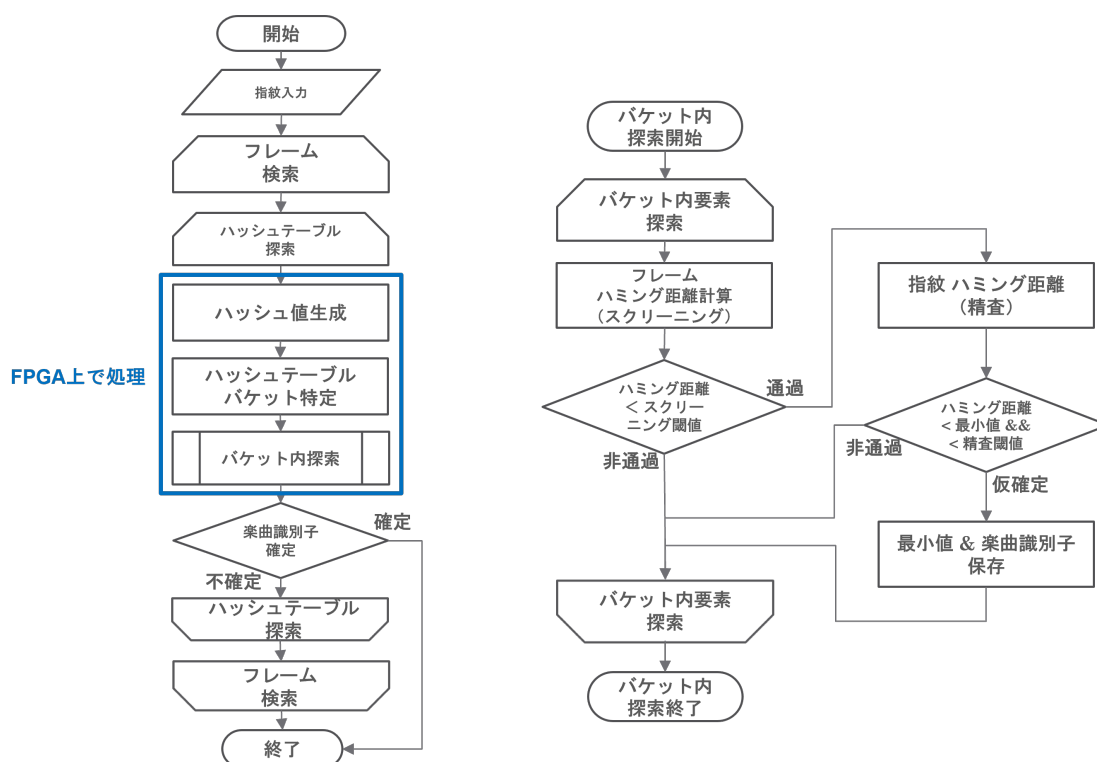 開始
指紋入力
フレーム
検索
ハッシュテーブル
探索
ハッシュ値生成
FPGA上で処理
ハッシュテーブル
バケット特定
バケット内探索
楽曲識別子
確定
確定
不確定
ハッシュテーブル
探索
フレーム
検索
終了
バケット内
探索開始
バケット内要素
探索
フレーム
ハミング距離計算
(スクリーニング)
ハミング距離
< スクリー
ニング閾値
通過
非通過
指紋 ハミング距離
(精査)
ハミング距離
< 最小値 &&
< 精査閾値
非通過
仮確定
最小値 & 楽曲識別子
保存
バケット内要素
探索
バケット内
探索終了